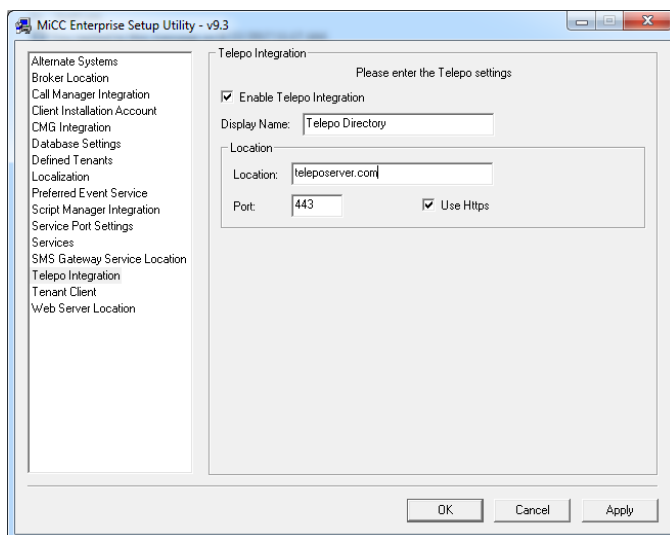 MiCC Enterprise Setup Utility - v9.3
Alternate Systems
Broker Location
Call Manager Integration
Client Installation Account
CMG Integration
Database Settings
Defined Tenants
Localization
Preferred Event Service
Script Manager Integration
Service Port Settings
Services
SMS Gateway Service Location
Telepo Integration
Tenant Client
Web Server Location
Telepo Integration
Please enter the Telepo settings
Enable Telepo Integration
Display Name: Telepo Directory
Location
Location: teleposerver.com
Port: 443 Use Https
OK Cancel Apply